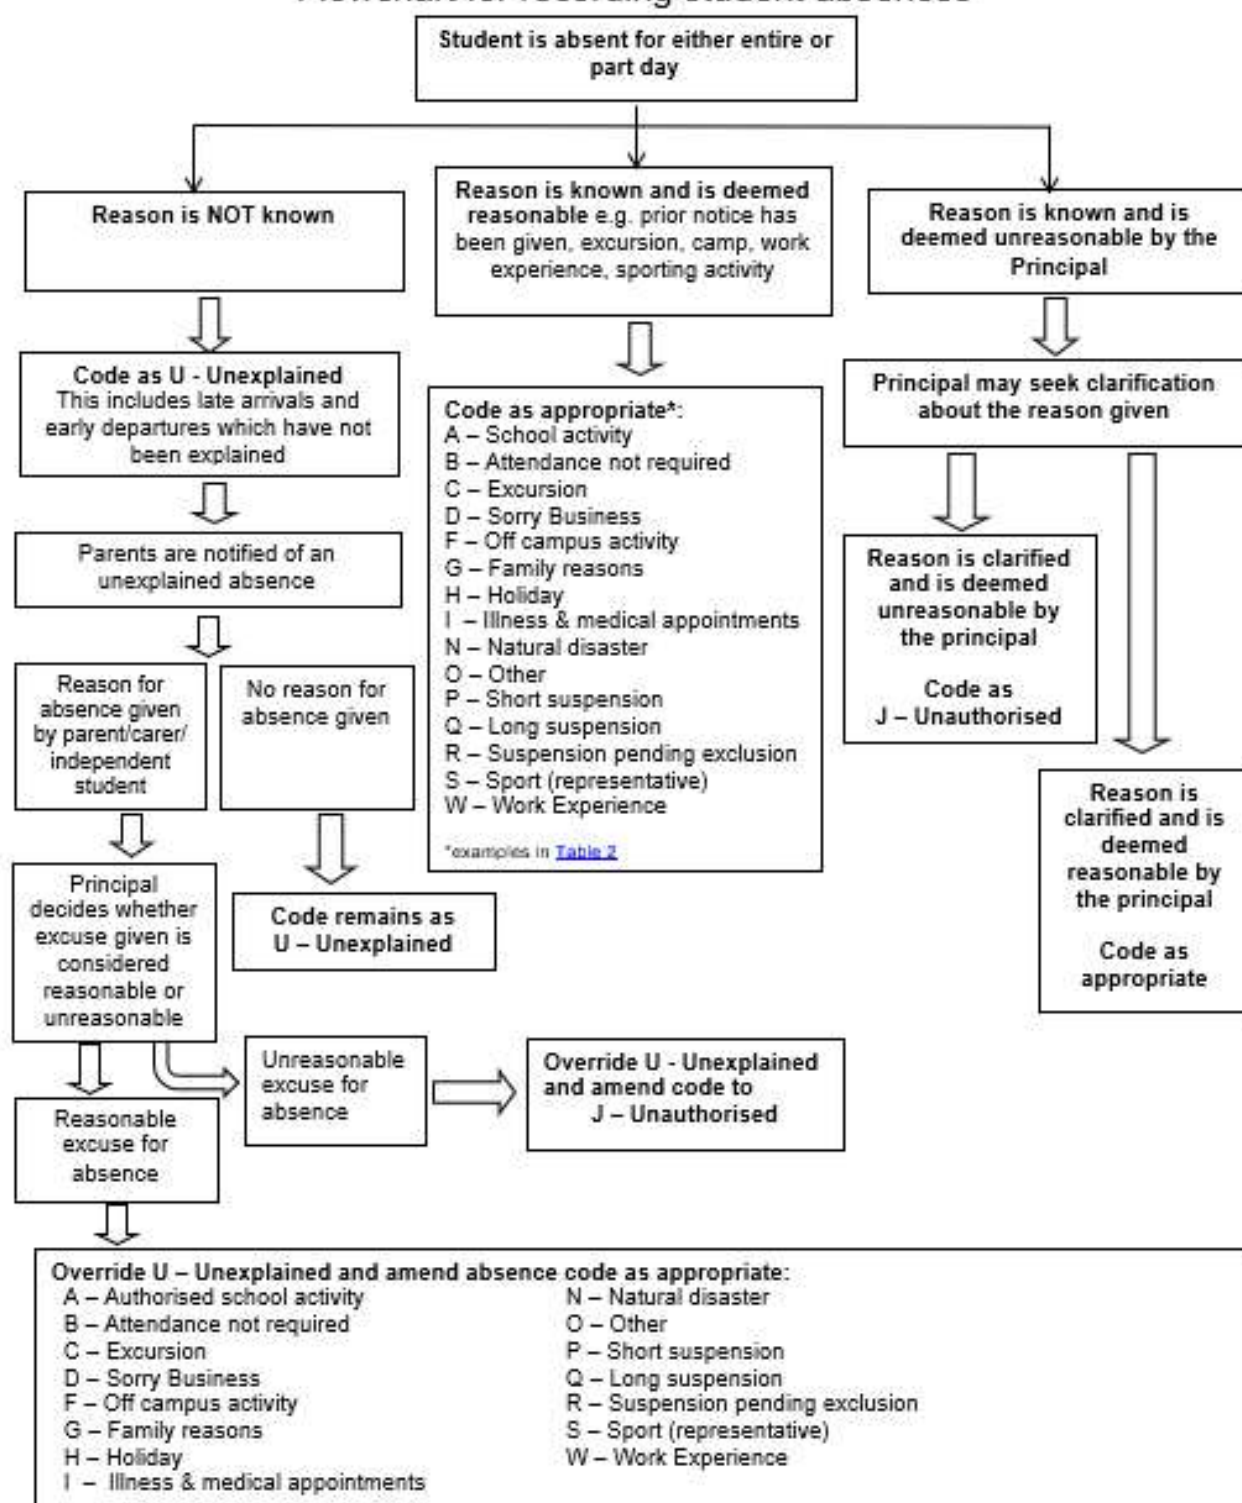 Flowchart for recording student absences
Student is absent for either entire or
part day
Reason is NOT known
Reason is known and is deemed
reasonable e.g. prior notice has
been given, excursion, camp, work
experience, sporting activity
Reason is known and is
deemed unreasonable by the
Principal
Code as U - Unexplained
This includes late arrivals and
early departures which have not
been explained
Code as appropriate*:
A – School activity
B – Attendance not required
C – Excursion
D – Sorry Business
F – Off campus activity
G – Family reasons
H – Holiday
I – Illness & medical appointments
N – Natural disaster
O – Other
P – Short suspension
Q – Long suspension
R – Suspension pending exclusion
S – Sport (representative)
W – Work Experience
*examples in Table 2
Principal may seek clarification
about the reason given
Parents are notified of an
unexplained absence
Reason is clarified
and is deemed
unreasonable by
the principal
Code as
J – Unauthorised
Reason for
absence given
by parent/carer/
independent
student
No reason for
absence given
Reason is
clarified and is
deemed
reasonable by
the principal
Code as
appropriate
Principal
decides whether
excuse given is
considered
reasonable or
unreasonable
Code remains as
U – Unexplained
Unreasonable
excuse for
absence
Override U - Unexplained
and amend code to
J – Unauthorised
Reasonable
excuse for
absence
Override U – Unexplained and amend absence code as appropriate:
A – Authorised school activity
B – Attendance not required
C – Excursion
D – Sorry Business
F – Off campus activity
G – Family reasons
H – Holiday
I – Illness & medical appointments
N – Natural disaster
O – Other
P – Short suspension
Q – Long suspension
R – Suspension pending exclusion
S – Sport (representative)
W – Work Experience